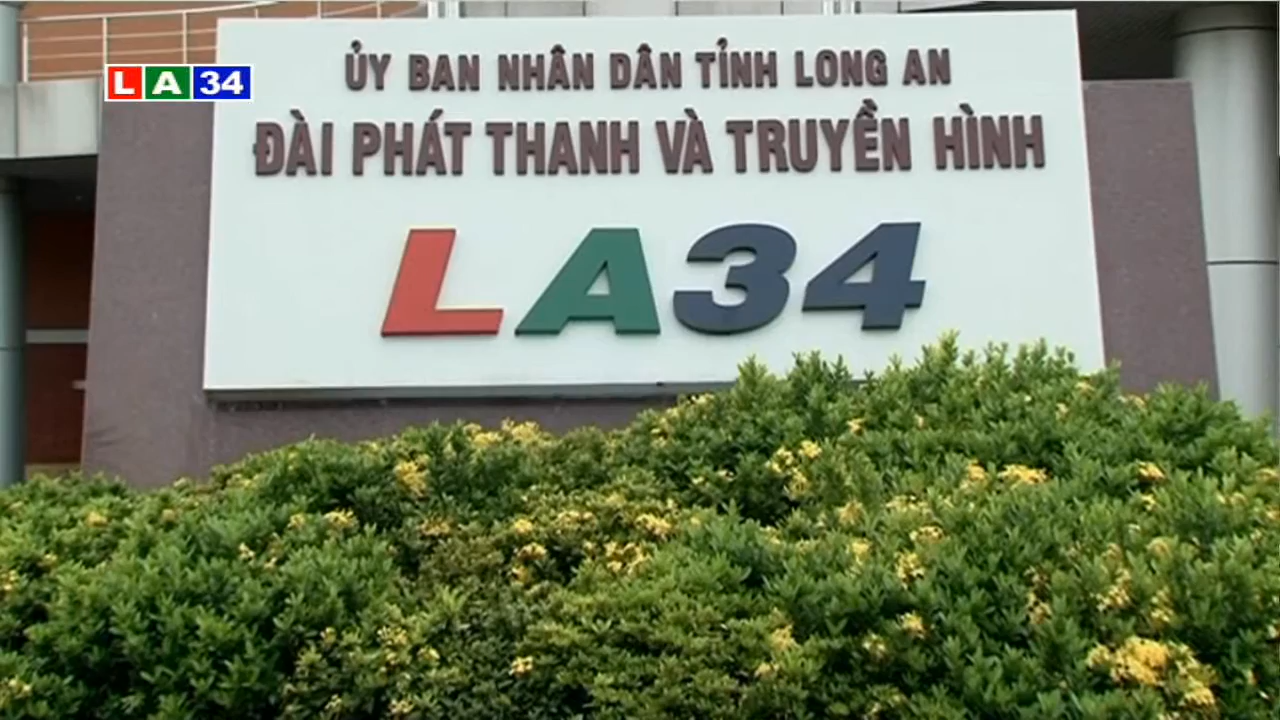 LA34
ỦY BAN NHÂN DÂN TỈNH LONG AN
ĐÀI PHÁT THANH VÀ TRUYỀN HÌNH
LA34